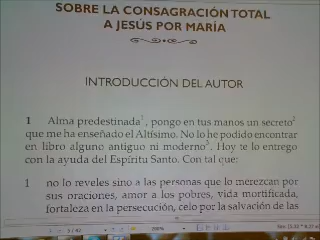 SOBRE LA CONSAGRACIÓN TOTAL
A JESÚS POR MARÍA
INTRODUCCIÓN DEL AUTOR
1 Alma predestinada¹, pongo en tus manos un secreto²
que me ha enseñado el Altísimo. No lo he podido encontrar
en libro alguno antiguo ni moderno³. Hoy te lo entrego
con la ayuda del Espíritu Santo. Con tal que:
1 no lo reveles sino a las personas que lo merezcan por
sus oraciones, amor a los pobres, vida mortificada,
fortaleza en la persecución, celo por la salvación de las